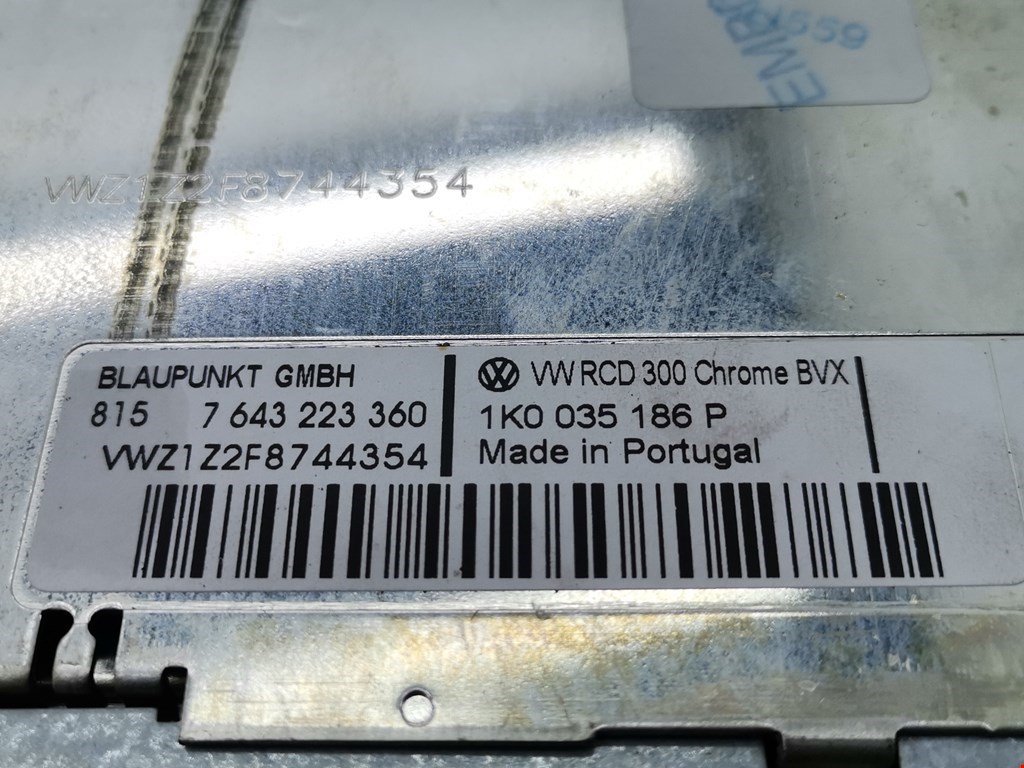 659
VWZ1Z2F8744354
BLAUPUNKT GMBH
815 7 643 223 360
VWZ1Z2F8744354
VW RCD 300 Chrome BVX
1K0 035 186 P
Made in Portugal